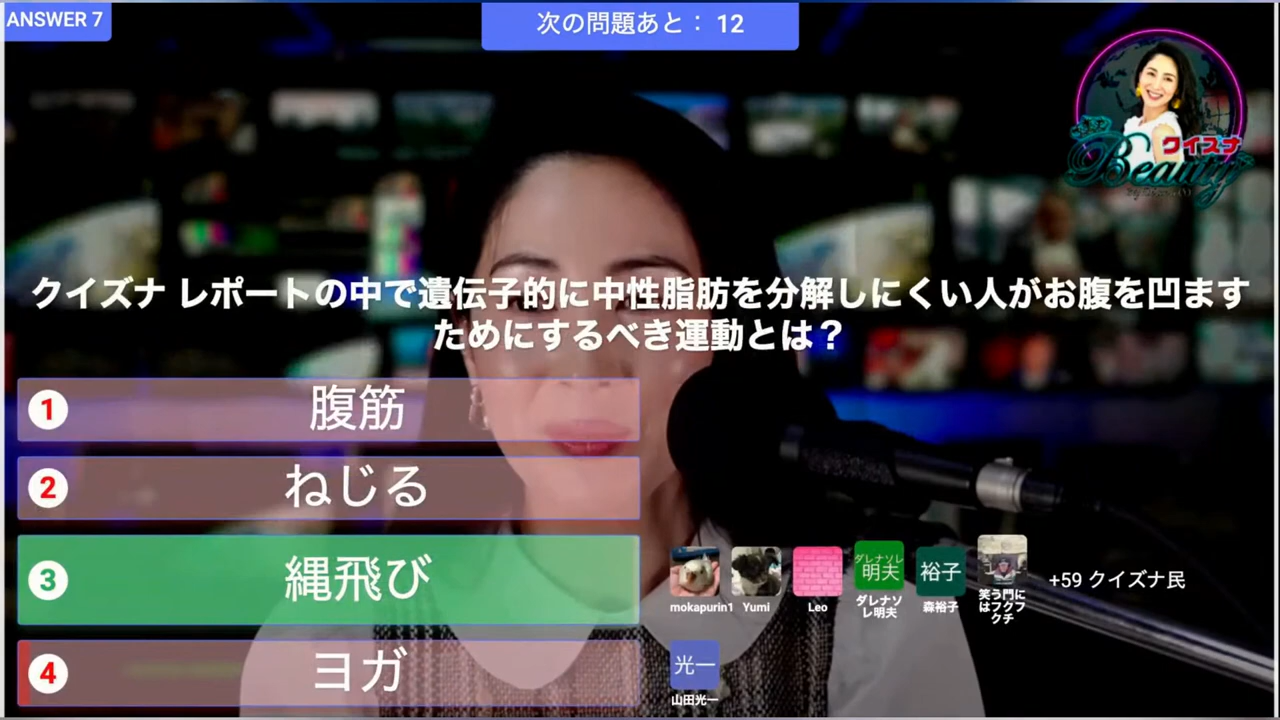 ANSWER 7
次の問題あと： 12
クイズナ
Beauty
クイズナ レポートの中で遺伝子的に中性脂肪を分解しにくい人がお腹を凹ます
ためにするべき運動とは？
1 腹筋
2 ねじる
3 縄飛び
mokapurin1
Yumi
Leo
ダレナソレ
明夫
ダレナソ
レ明夫
裕子
森裕子
笑う門に
はフクフ
クチ
+59 クイズナ民
4 ヨガ
光一
山田光一